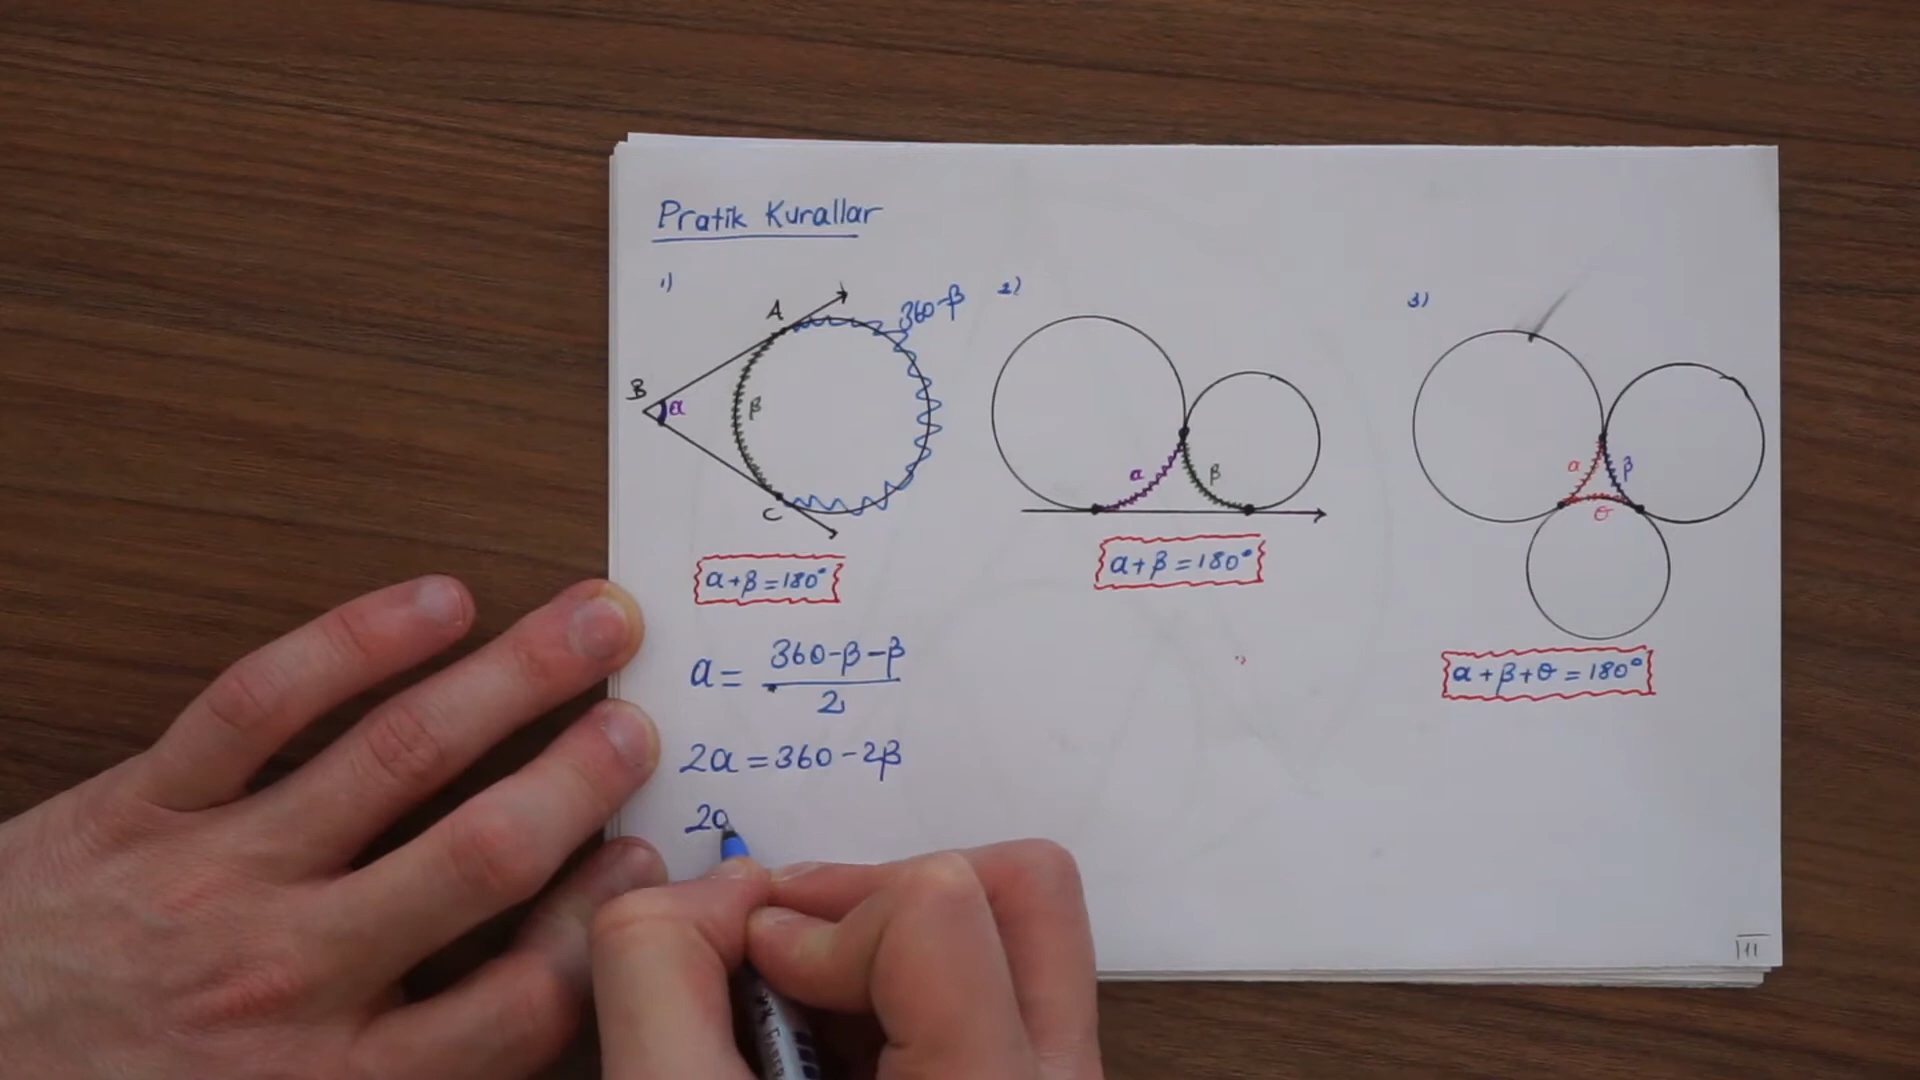 Pratik Kurallar
1)
A
360-β
B
α
β
C
α+β=180°
α = 360-β-β
2
2α = 360-2β
2α
2)
α
β
α+β=180°
3)
α
β
θ
α+β+θ=180°
11